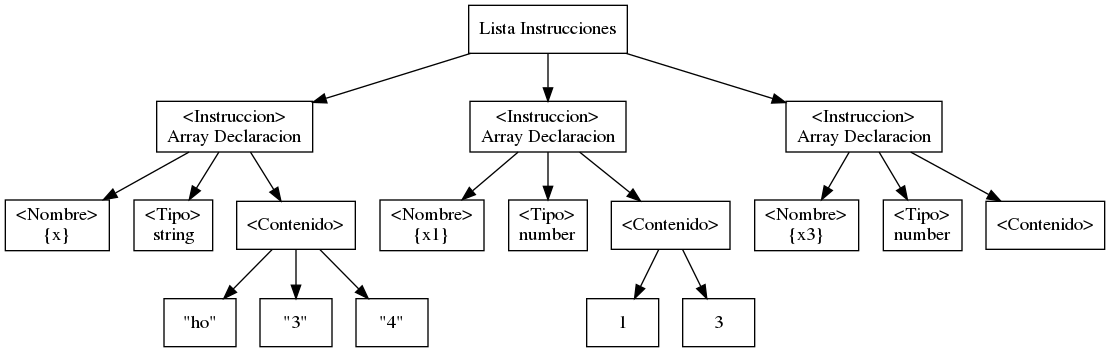 Lista Instrucciones
<Instruccion>
Array Declaracion
<Instruccion>
Array Declaracion
<Instruccion>
Array Declaracion
<Nombre>
{x}
<Tipo>
string
<Contenido>
<Nombre>
{x1}
<Tipo>
number
<Contenido>
<Nombre>
{x3}
<Tipo>
number
<Contenido>
"ho"
"3"
"4"
1
3